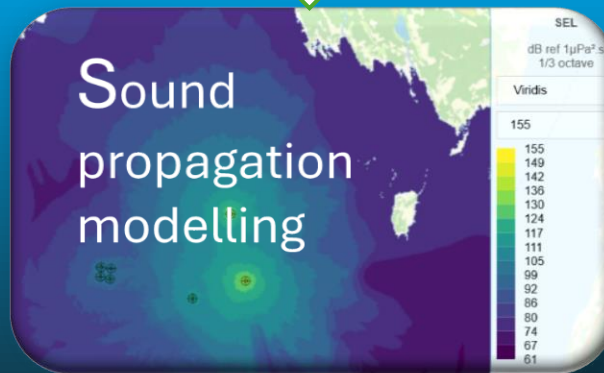 Sound
propagation
modelling
SEL
dB ref 1µPa².s
1/3 octave
Viridis
155
155
149
142
136
130
124
117
111
105
99
92
86
80
74
67
61